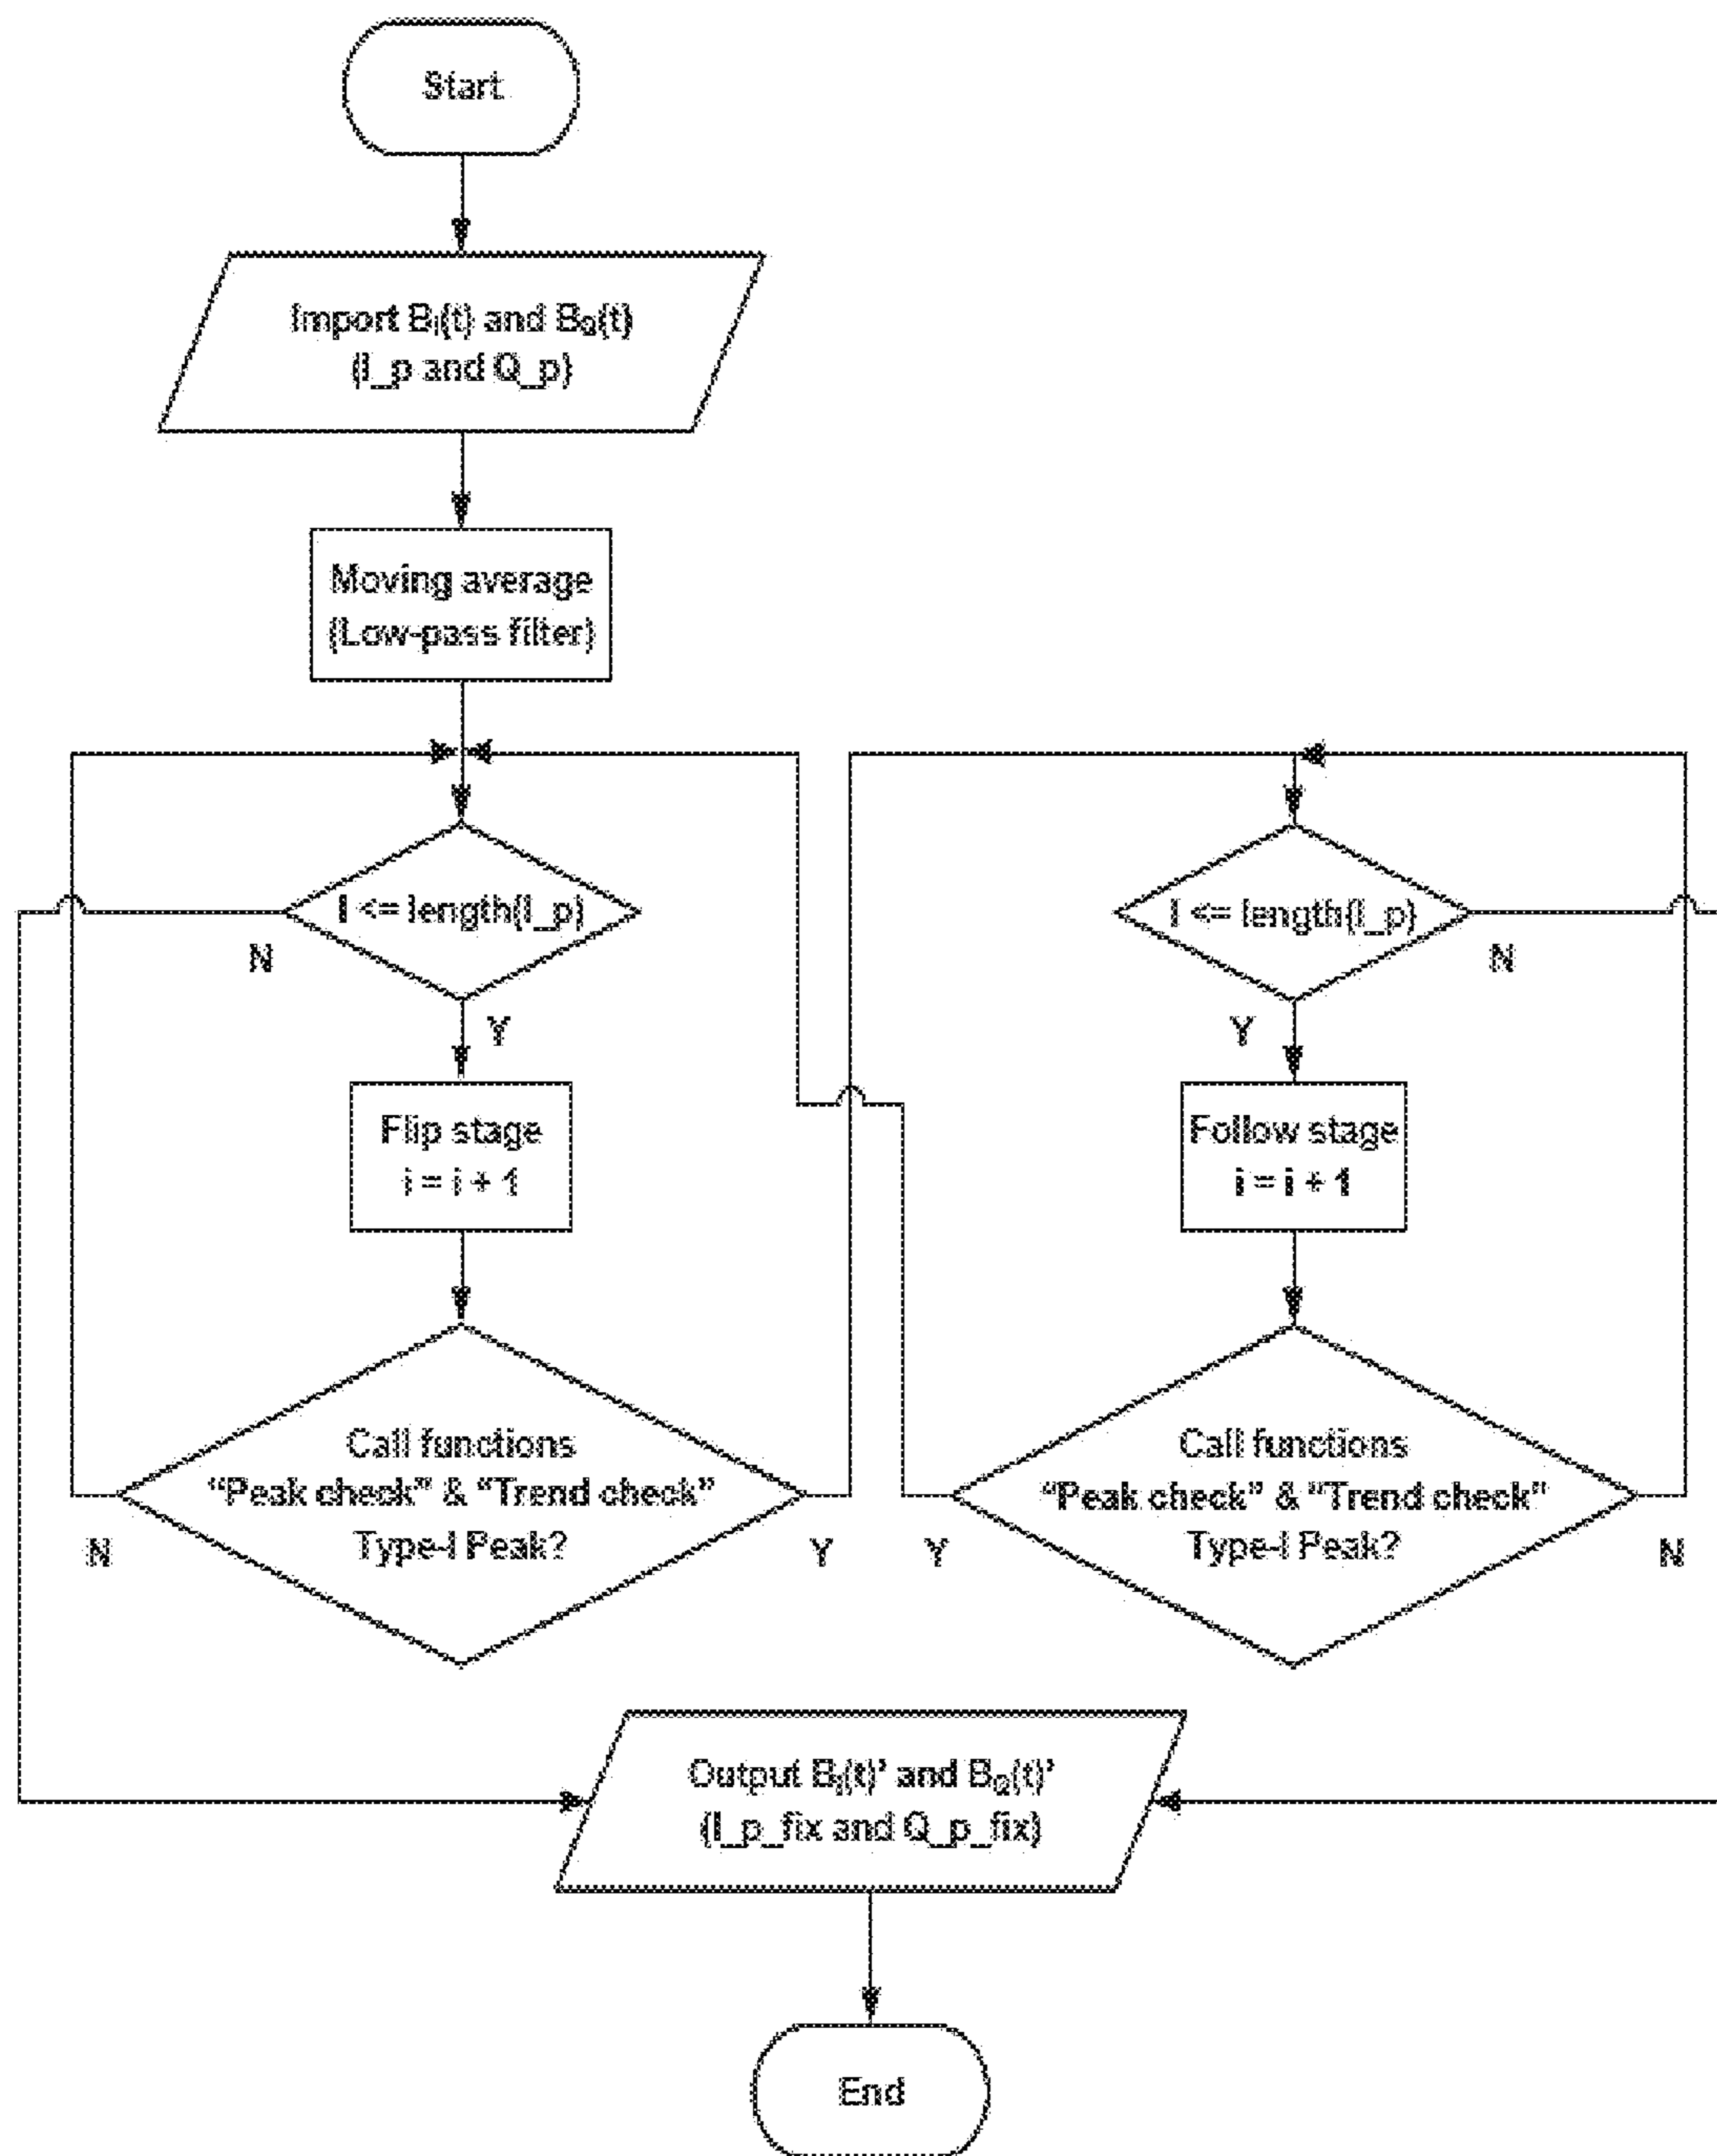 Start
Import B_I(t) and B_Q(t)
(I_p and Q_p)
Moving average
(Low-pass filter)
I <= length(I_p)
N
Y
I <= length(I_p)
N
Y
Flip stage
i = i + 1
Follow stage
i = i + 1
Call functions
“Peak check” & “Trend check”
Type-I Peak?
N
Y
Call functions
“Peak check” & “Trend check”
Type-I Peak?
Y
N
Output B_I(t)’ and B_Q(t)’
(I_p_fix and Q_p_fix)
End